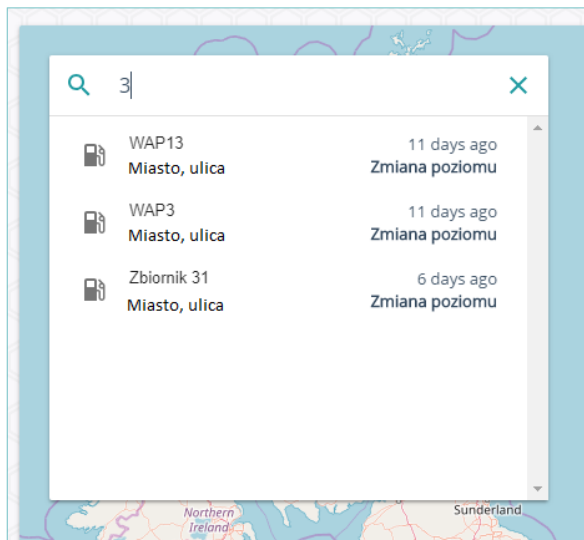 3
WAP13 11 days ago
Miasto, ulica Zmiana poziomu
WAP3 11 days ago
Miasto, ulica Zmiana poziomu
Zbiornik 31 6 days ago
Miasto, ulica Zmiana poziomu
Northern Sunderland
Ireland